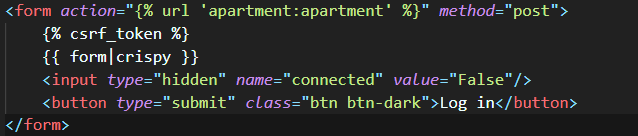 <form action="{% url 'apartment:apartment' %}" method="post">
    {% csrf_token %}
    {{ form|crispy }}
    <input type="hidden" name="connected" value="False"/>
    <button type="submit" class="btn btn-dark">Log in</button>
</form>